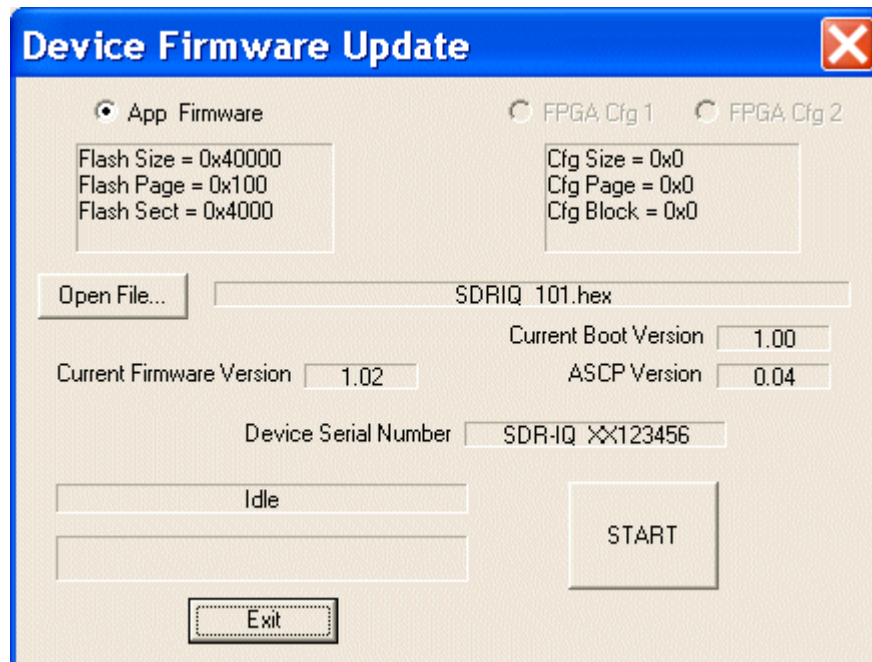 Device Firmware Update
App Firmware
FPGA Cfg 1
FPGA Cfg 2
Flash Size = 0x40000
Flash Page = 0x100
Flash Sect = 0x4000
Cfg Size = 0x0
Cfg Page = 0x0
Cfg Block = 0x0
Open File...
SDRIQ 101.hex
Current Boot Version 1.00
Current Firmware Version 1.02
ASCP Version 0.04
Device Serial Number SDR-IQ XX123456
Idle
START
Exit